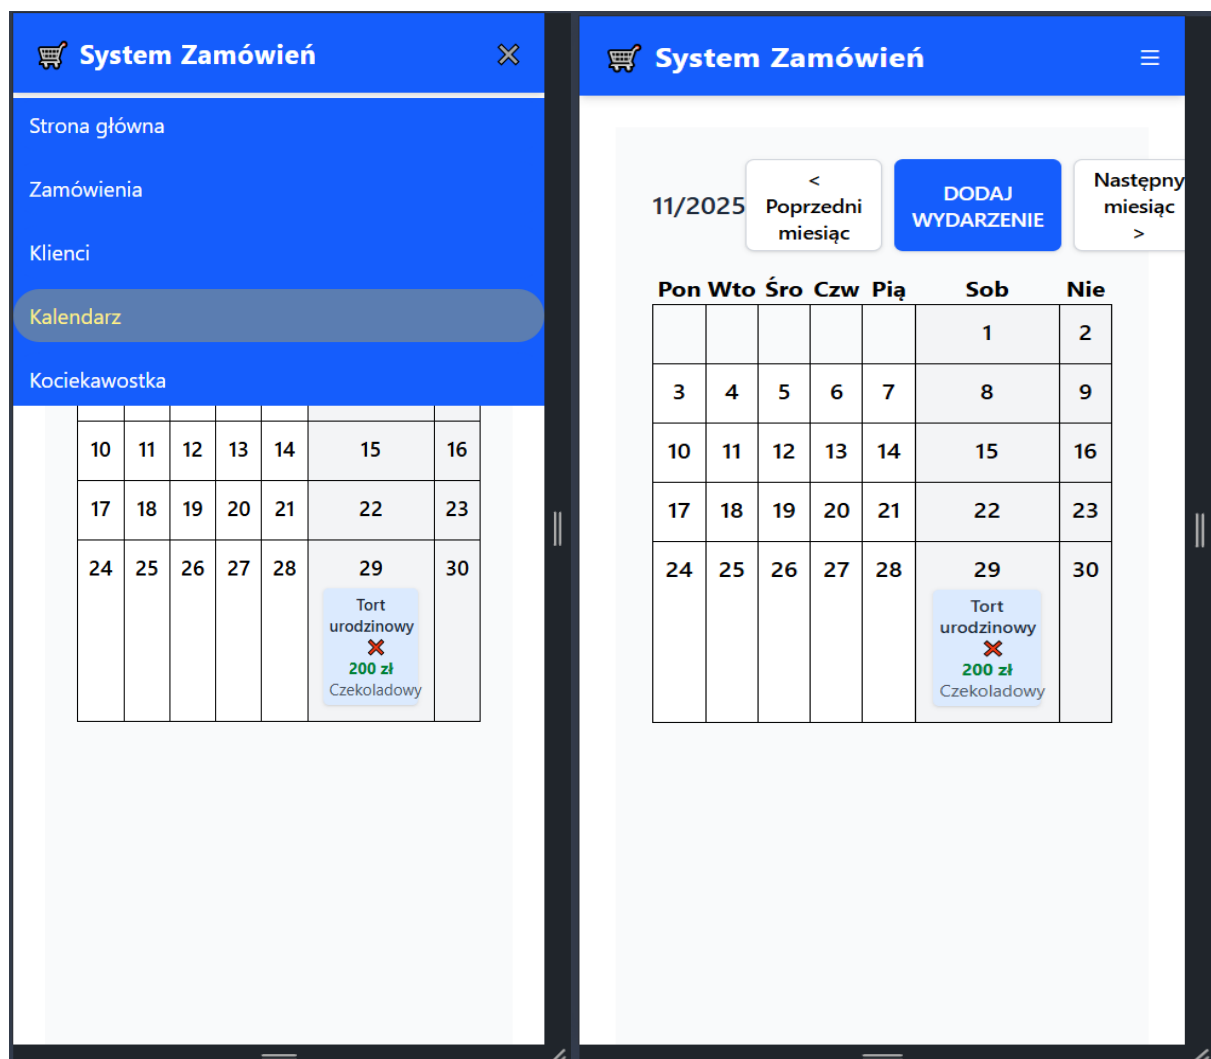 System Zamówień
Strona główna
Zamówienia
Klienci
Kalendarz
Kociekawostka
10 11 12 13 14 15 16
17 18 19 20 21 22 23
24 25 26 27 28 29 30
Tort
urodzinowy
200 zł
Czekoladowy
System Zamówień
11/2025
<
Poprzedni
miesiąc
DODAJ
WYDARZENIE
Następny
miesiąc
>
Pon Wto Śro Czw Pią Sob Nie
1 2
3 4 5 6 7 8 9
10 11 12 13 14 15 16
17 18 19 20 21 22 23
24 25 26 27 28 29 30
Tort
urodzinowy
200 zł
Czekoladowy